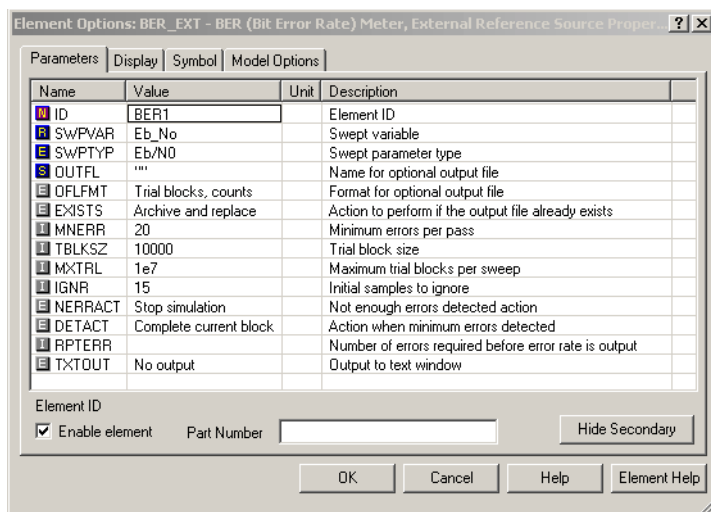 Element Options: BER_EXT - BER (Bit Error Rate) Meter, External Reference Source Proper...
Parameters Display Symbol Model Options
Name Value Unit Description
N ID BER1 Element ID
R SWPVAR Eb_No Swept variable
E SWPTYP Eb/N0 Swept parameter type
S OUTFL "" Name for optional output file
E OFLFMT Trial blocks, counts Format for optional output file
E EXISTS Archive and replace Action to perform if the output file already exists
I MNERR 20 Minimum errors per pass
I TBLKSZ 10000 Trial block size
I MXTRL 1e7 Maximum trial blocks per sweep
I IGNR 15 Initial samples to ignore
E NERRACT Stop simulation Not enough errors detected action
E DETACT Complete current block Action when minimum errors detected
I RPTERR Number of errors required before error rate is output
E TXTOUT No output Output to text window
Element ID
Enable element Part Number Hide Secondary
OK Cancel Help Element Help